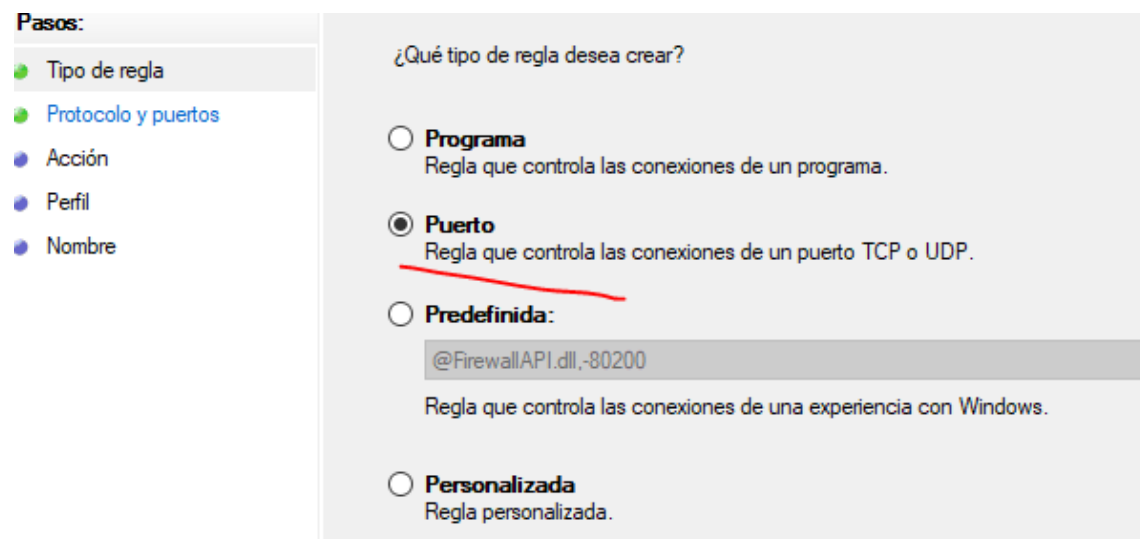 Pasos:
Tipo de regla
Protocolo y puertos
Acción
Perfil
Nombre
¿Qué tipo de regla desea crear?
Programa
Regla que controla las conexiones de un programa.
Puerto
Regla que controla las conexiones de un puerto TCP o UDP.
Predefinida:
@FirewallAPI.dll,-80200
Regla que controla las conexiones de una experiencia con Windows.
Personalizada
Regla personalizada.